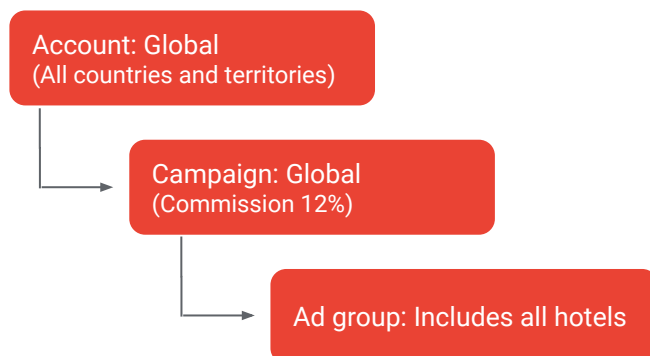 Account: Global
(All countries and territories)
Campaign: Global
(Commission 12%)
Ad group: Includes all hotels